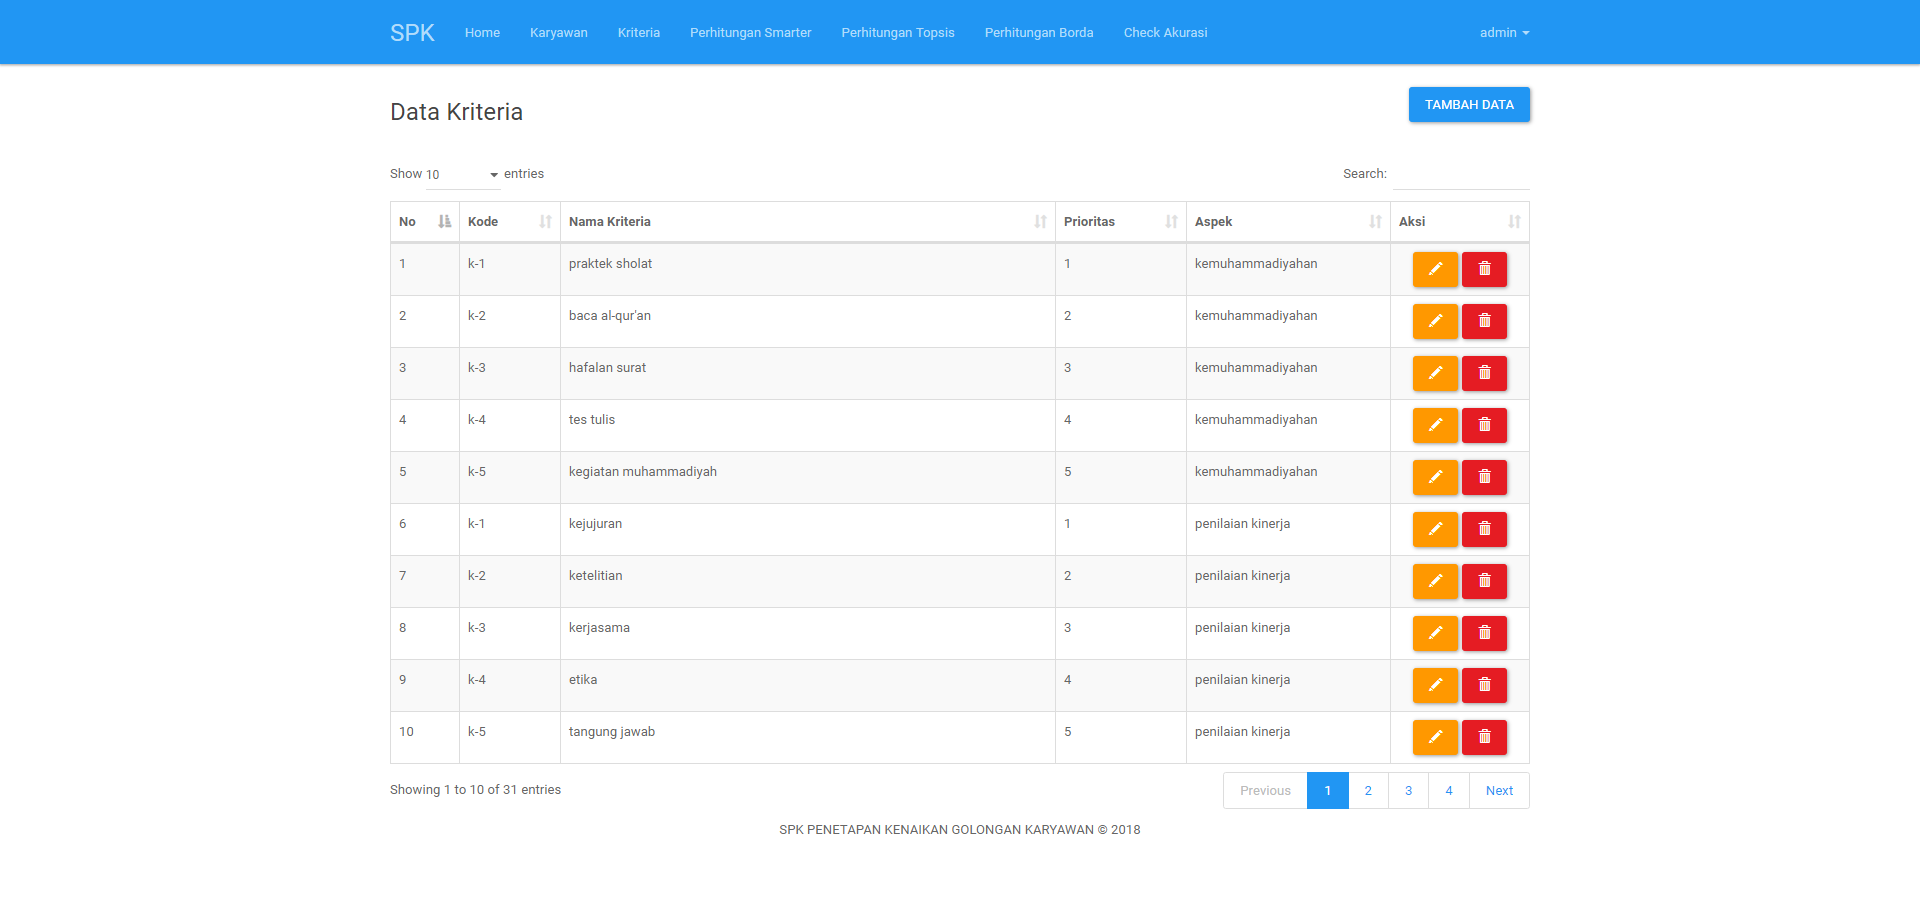 SPK Home Karyawan Kriteria Perhitungan Smarter Perhitungan Topsis Perhitungan Borda Check Akurasi admin
Data Kriteria TAMBAH DATA
Show 10 entries Search:
No Kode Nama Kriteria Prioritas Aspek Aksi
1 k-1 praktek sholat 1 kemuhammadiyahan
2 k-2 baca al-qur'an 2 kemuhammadiyahan
3 k-3 hafalan surat 3 kemuhammadiyahan
4 k-4 tes tulis 4 kemuhammadiyahan
5 k-5 kegiatan muhammadiyah 5 kemuhammadiyahan
6 k-1 kejujuran 1 penilaian kinerja
7 k-2 ketelitian 2 penilaian kinerja
8 k-3 kerjasama 3 penilaian kinerja
9 k-4 etika 4 penilaian kinerja
10 k-5 tangung jawab 5 penilaian kinerja
Showing 1 to 10 of 31 entries Previous 1 2 3 4 Next
SPK PENETAPAN KENAIKAN GOLONGAN KARYAWAN © 2018